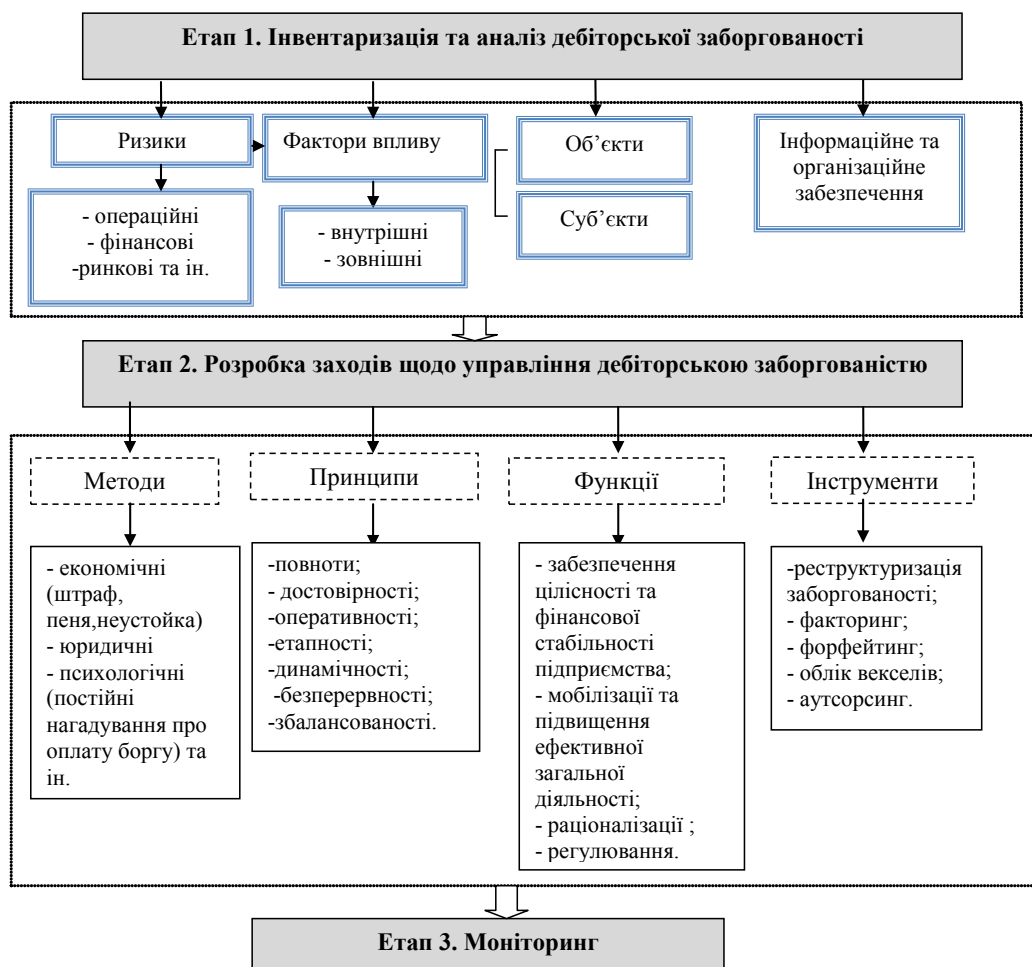 Етап 1. Інвентаризація та аналіз дебіторської заборгованості
Ризики
Фактори впливу
Об’єкти
Суб’єкти
Інформаційне та
організаційне
забезпечення
- операційні
- фінансові
-ринкові та ін.
- внутрішні
- зовнішні
Етап 2. Розробка заходів щодо управління дебіторською заборгованістю
Методи
Принципи
Функції
Інструменти
- економічні
(штраф,
пеня,неустойка)
- юридичні
- психологічні
(постійні
нагадування про
оплату боргу) та
ін.
-повноти;
- достовірності;
-оперативності;
-етапності;
-динамічності;
-безперервності;
-збалансованості.
- забезпечення
цілісності та
фінансової
стабільності
підприємства;
- мобілізації та
підвищення
ефективної
загальної
діяльності;
- раціоналізації ;
- регулювання.
-реструктуризація
заборгованості;
- факторинг;
- форфейтинг;
- облік векселів;
- аутсорсинг.
Етап 3. Моніторинг